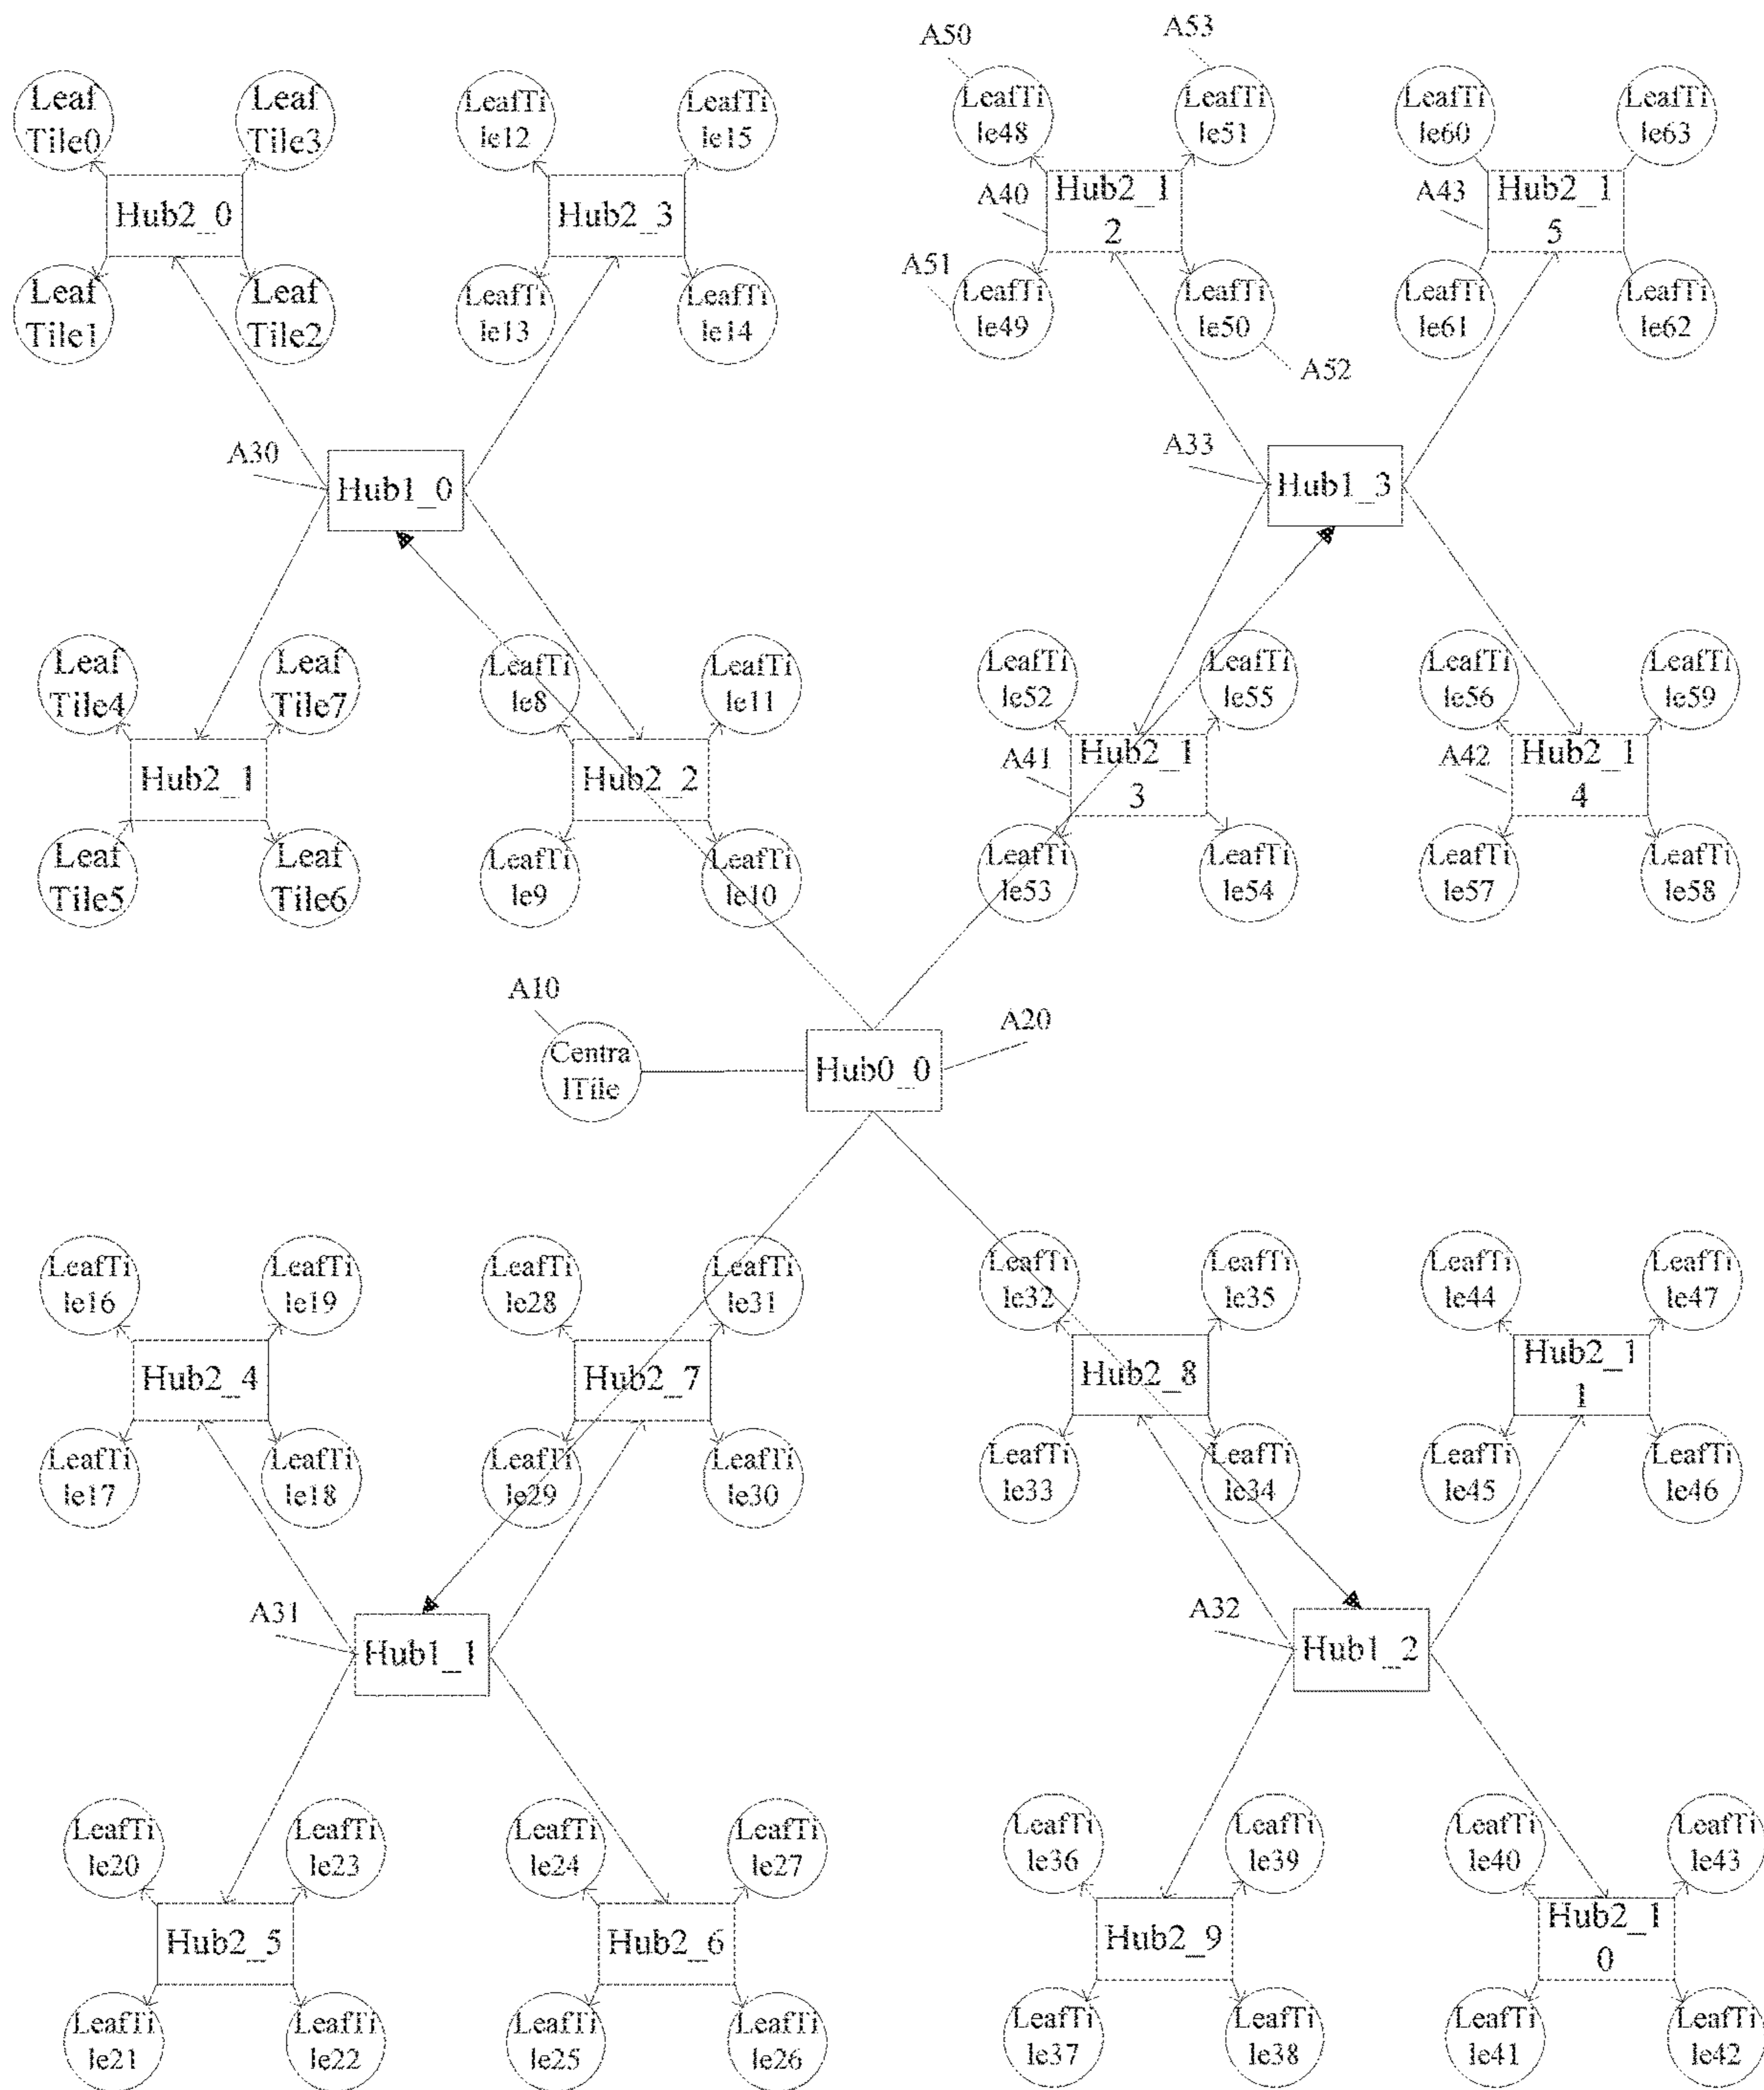 A50
A53
Leaf
Tile0
Leaf
Tile3
LeafTi
le12
LeafTi
le15
LeafTi
le48
LeafTi
le51
LeafTi
le60
LeafTi
le63
Hub2_0
Hub2_3
A40
Hub2_1
2
A43
Hub2_1
5
A51
Leaf
Tile1
Leaf
Tile2
LeafTi
le13
LeafTi
le14
LeafTi
le49
LeafTi
le50
LeafTi
le61
LeafTi
le62
A52
A30
Hub1_0
A33
Hub1_3
Leaf
Tile4
Leaf
Tile7
LeafTi
le8
LeafTi
le11
LeafTi
le52
LeafTi
le55
LeafTi
le56
LeafTi
le59
Hub2_1
Hub2_2
A41
Hub2_1
3
A42
Hub2_1
4
Leaf
Tile5
Leaf
Tile6
LeafTi
le9
LeafTi
le10
LeafTi
le53
LeafTi
le54
LeafTi
le57
LeafTi
le58
A10
Centra
lTile
Hub0_0
A20
LeafTi
le16
LeafTi
le19
LeafTi
le28
LeafTi
le31
LeafTi
le32
LeafTi
le35
LeafTi
le44
LeafTi
le47
Hub2_4
Hub2_7
Hub2_8
Hub2_1
1
LeafTi
le17
LeafTi
le18
LeafTi
le29
LeafTi
le30
LeafTi
le33
LeafTi
le34
LeafTi
le45
LeafTi
le46
A31
Hub1_1
A32
Hub1_2
LeafTi
le20
LeafTi
le23
LeafTi
le24
LeafTi
le27
LeafTi
le36
LeafTi
le39
LeafTi
le40
LeafTi
le43
Hub2_5
Hub2_6
Hub2_9
Hub2_1
0
LeafTi
le21
LeafTi
le22
LeafTi
le25
LeafTi
le26
LeafTi
le37
LeafTi
le38
LeafTi
le41
LeafTi
le42